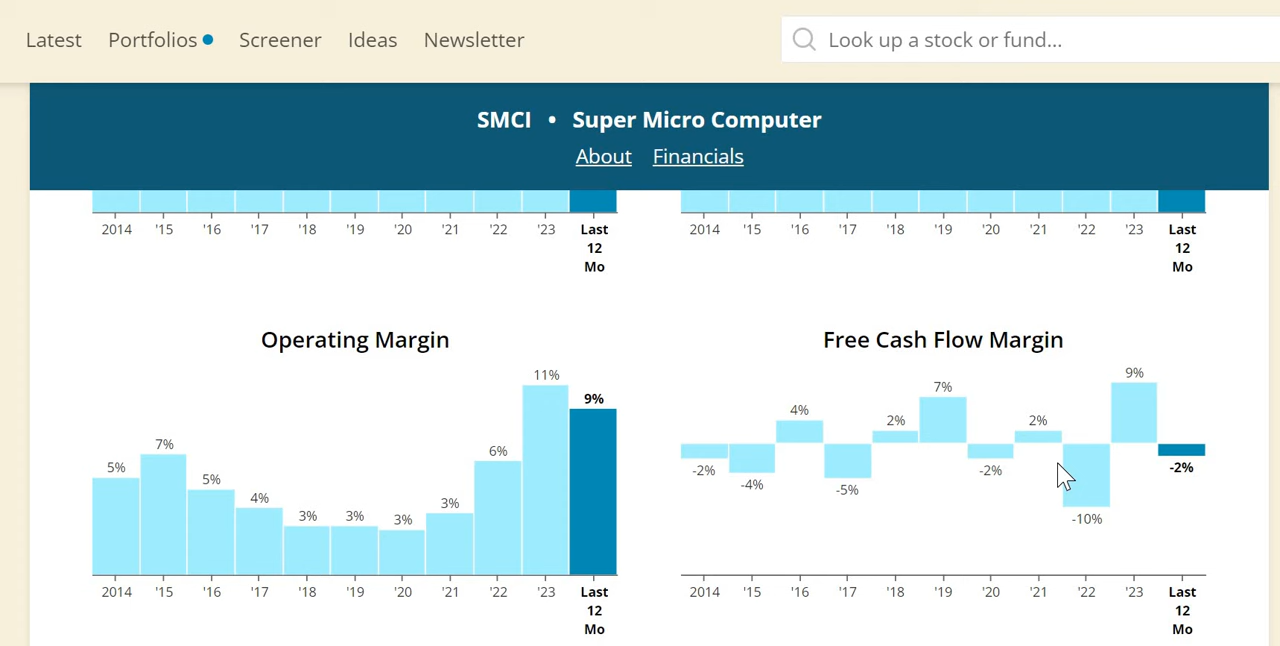 Latest Portfolios Screener Ideas Newsletter Look up a stock or fund...
SMCI • Super Micro Computer
About Financials
2014 '15 '16 '17 '18 '19 '20 '21 '22 '23 Last
12
Mo
2014 '15 '16 '17 '18 '19 '20 '21 '22 '23 Last
12
Mo
Operating Margin
5% 7% 5% 4% 3% 3% 3% 3% 6% 11% 9%
2014 '15 '16 '17 '18 '19 '20 '21 '22 '23 Last
12
Mo
Free Cash Flow Margin
-2% -4% 4% -5% 2% 7% -2% 2% -10% 9% -2%
2014 '15 '16 '17 '18 '19 '20 '21 '22 '23 Last
12
Mo